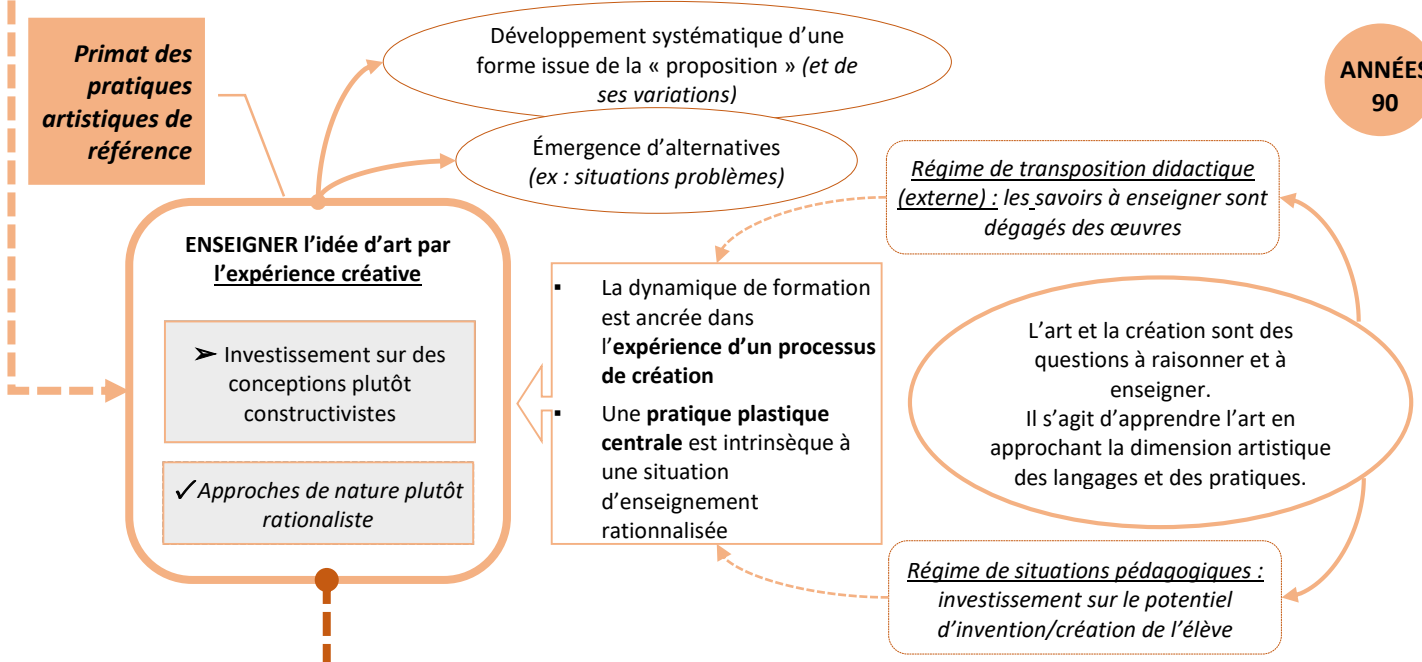 Primat des
pratiques
artistiques de
référence
Développement systématique d’une
forme issue de la « proposition » (et de
ses variations)
Émergence d’alternatives
(ex : situations problèmes)
ANNÉES
90
ENSEIGNER l’idée d’art par
l’expérience créative
➢ Investissement sur des
conceptions plutôt
constructivistes
✓ Approches de nature plutôt
rationaliste
▪ La dynamique de formation
est ancrée dans
l’expérience d’un processus
de création
▪ Une pratique plastique
centrale est intrinsèque à
une situation
d’enseignement
rationnalisée
Régime de transposition didactique
(externe) : les savoirs à enseigner sont
dégagés des œuvres
L’art et la création sont des
questions à raisonner et à
enseigner.
Il s’agit d’apprendre l’art en
approchant la dimension artistique
des langages et des pratiques.
Régime de situations pédagogiques :
investissement sur le potentiel
d’invention/création de l’élève